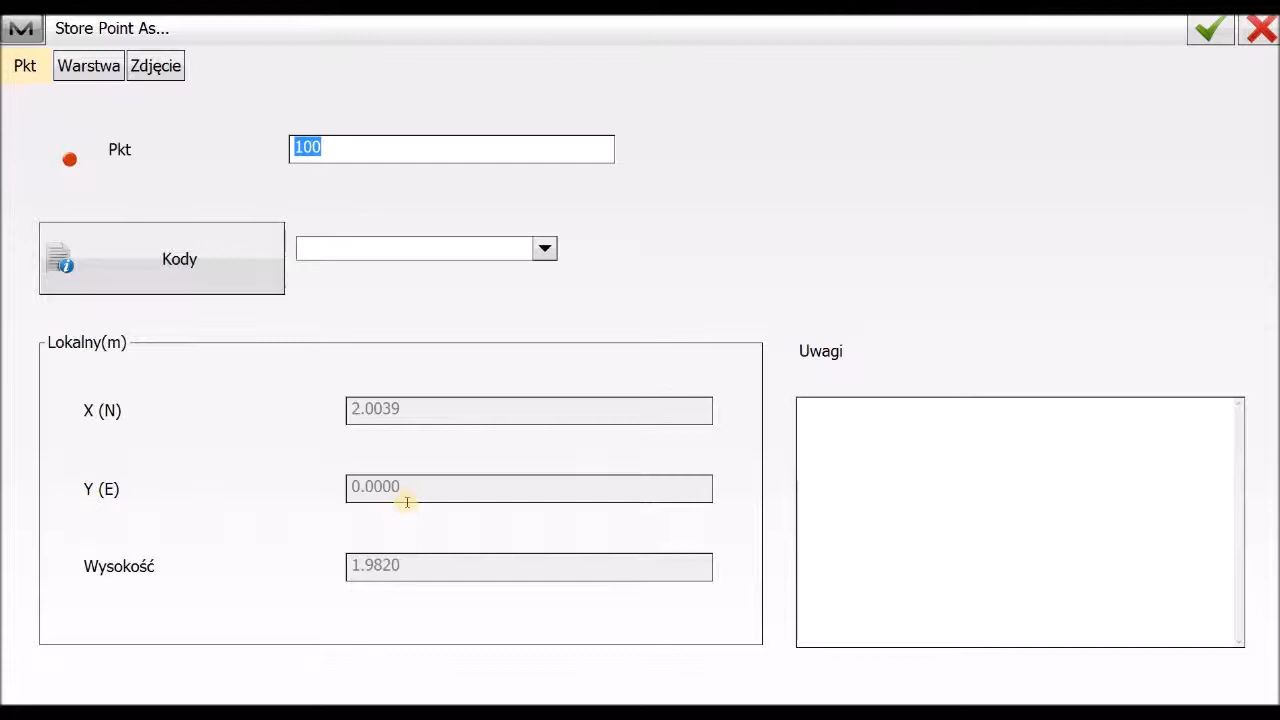 Store Point As...
Pkt Warstwa Zdjęcie
Pkt 100
Kody
Lokalny(m)
Uwagi
X (N) 2.0039
Y (E) 0.0000
Wysokość 1.9820